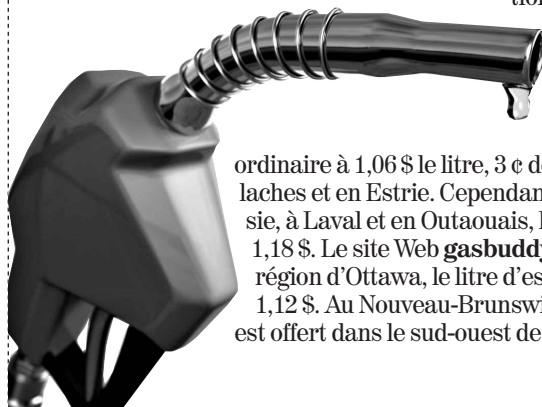 tion
ordinaire à 1,06 $ le litre, 3 ¢ de
laches et en Estrie. Cependan
sie, à Laval et en Outaouais, l
1,18 $. Le site Web gasbuddy
région d’Ottawa, le litre d’es
1,12 $. Au Nouveau-Brunswi
est offert dans le sud-ouest de